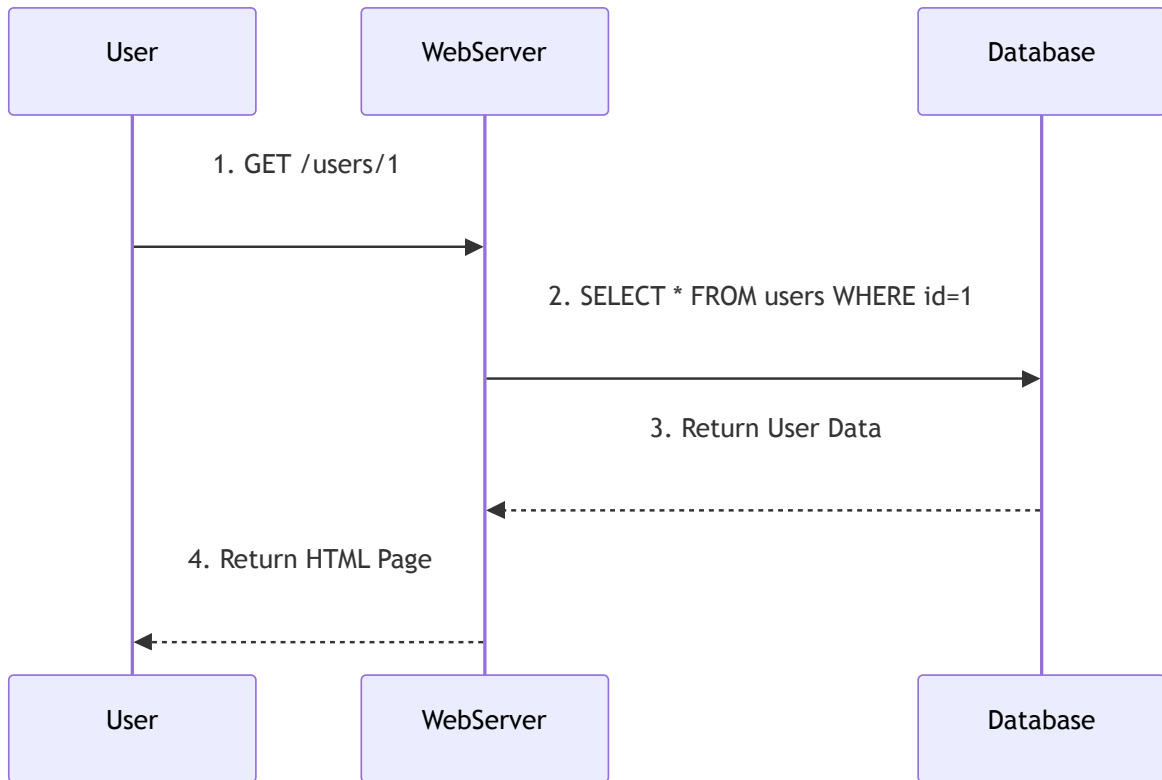 User
WebServer
Database
1. GET /users/1
2. SELECT * FROM users WHERE id=1
3. Return User Data
4. Return HTML Page
User
WebServer
Database